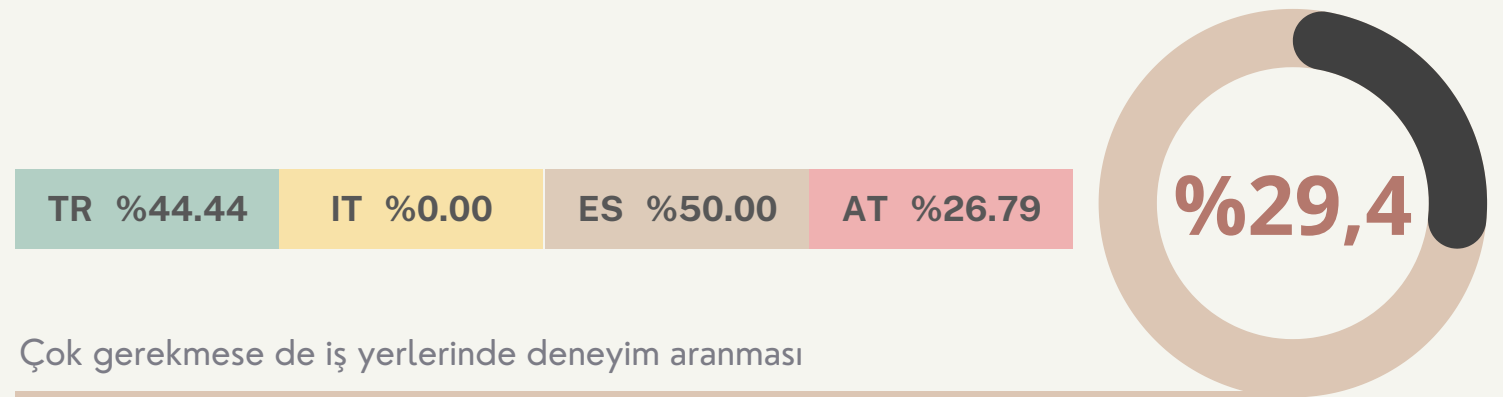 TR %44.44 IT %0.00 ES %50.00 AT %26.79
%29,4
Çok gerekmese de iş yerlerinde deneyim aranması